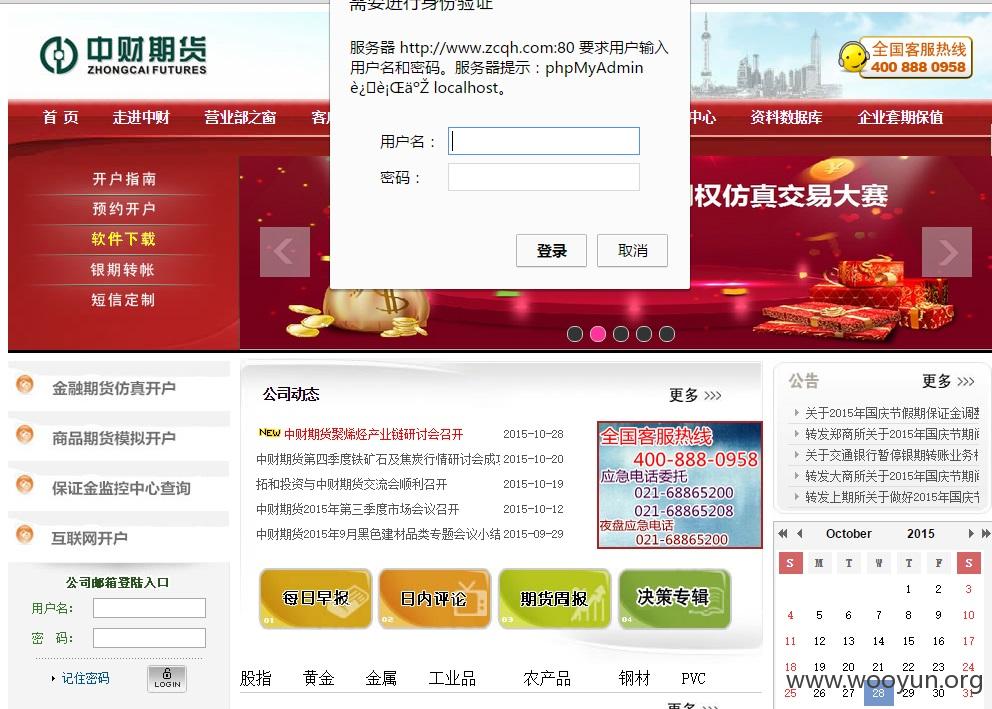 需要进行身份验证
服务器 http://www.zcqh.com:80 要求用户输入
用户名和密码。服务器提示：phpMyAdmin
localhost。
用户名：
密码：
登录 取消
中财期货
ZHONGCAI FUTURES
全国客服热线
400 888 0958
首 页 走进中财 营业部之窗 客 中心 资料数据库 企业套期保值
开户指南
预约开户
软件下载
银期转帐
短信定制
权仿真交易大赛
金融期货仿真开户
商品期货模拟开户
保证金监控中心查询
互联网开户
公司邮箱登陆入口
用户名:
密 码:
记住密码
LOGIN
公司动态 更多 >>>
NEW 中财期货聚烯烃产业链研讨会召开 2015-10-28
中财期货第四季度铁矿石及焦炭行情研讨会成功 2015-10-20
拓和投资与中财期货交流会顺利召开 2015-10-19
中财期货2015年第三季度市场会议召开 2015-10-12
中财期货2015年9月黑色建材品类专题会议小结 2015-09-29
全国客服热线
400-888-0958
应急电话委托
021-68865200
021-68865208
夜盘应急电话
021-68865200
每日早报 01
日内评论 02
期货周报 03
决策专辑 04
股指 黄金 金属 工业品 农产品 钢材 PVC
更多 >>>
公告 更多 >>>
关于2015年国庆节假期保证金调整
转发郑商所关于2015年国庆节期间
关于交通银行暂停银期转账业务
转发大商所关于2015年国庆节期间
转发上期所关于做好2015年国庆节
October 2015
S M T W T F S
1 2 3
4 5 6 7 8 9 10
11 12 13 14 15 16 17
18 19 20 21 22 23 24
25 26 27 28 29 30 31
www.wooyun.org